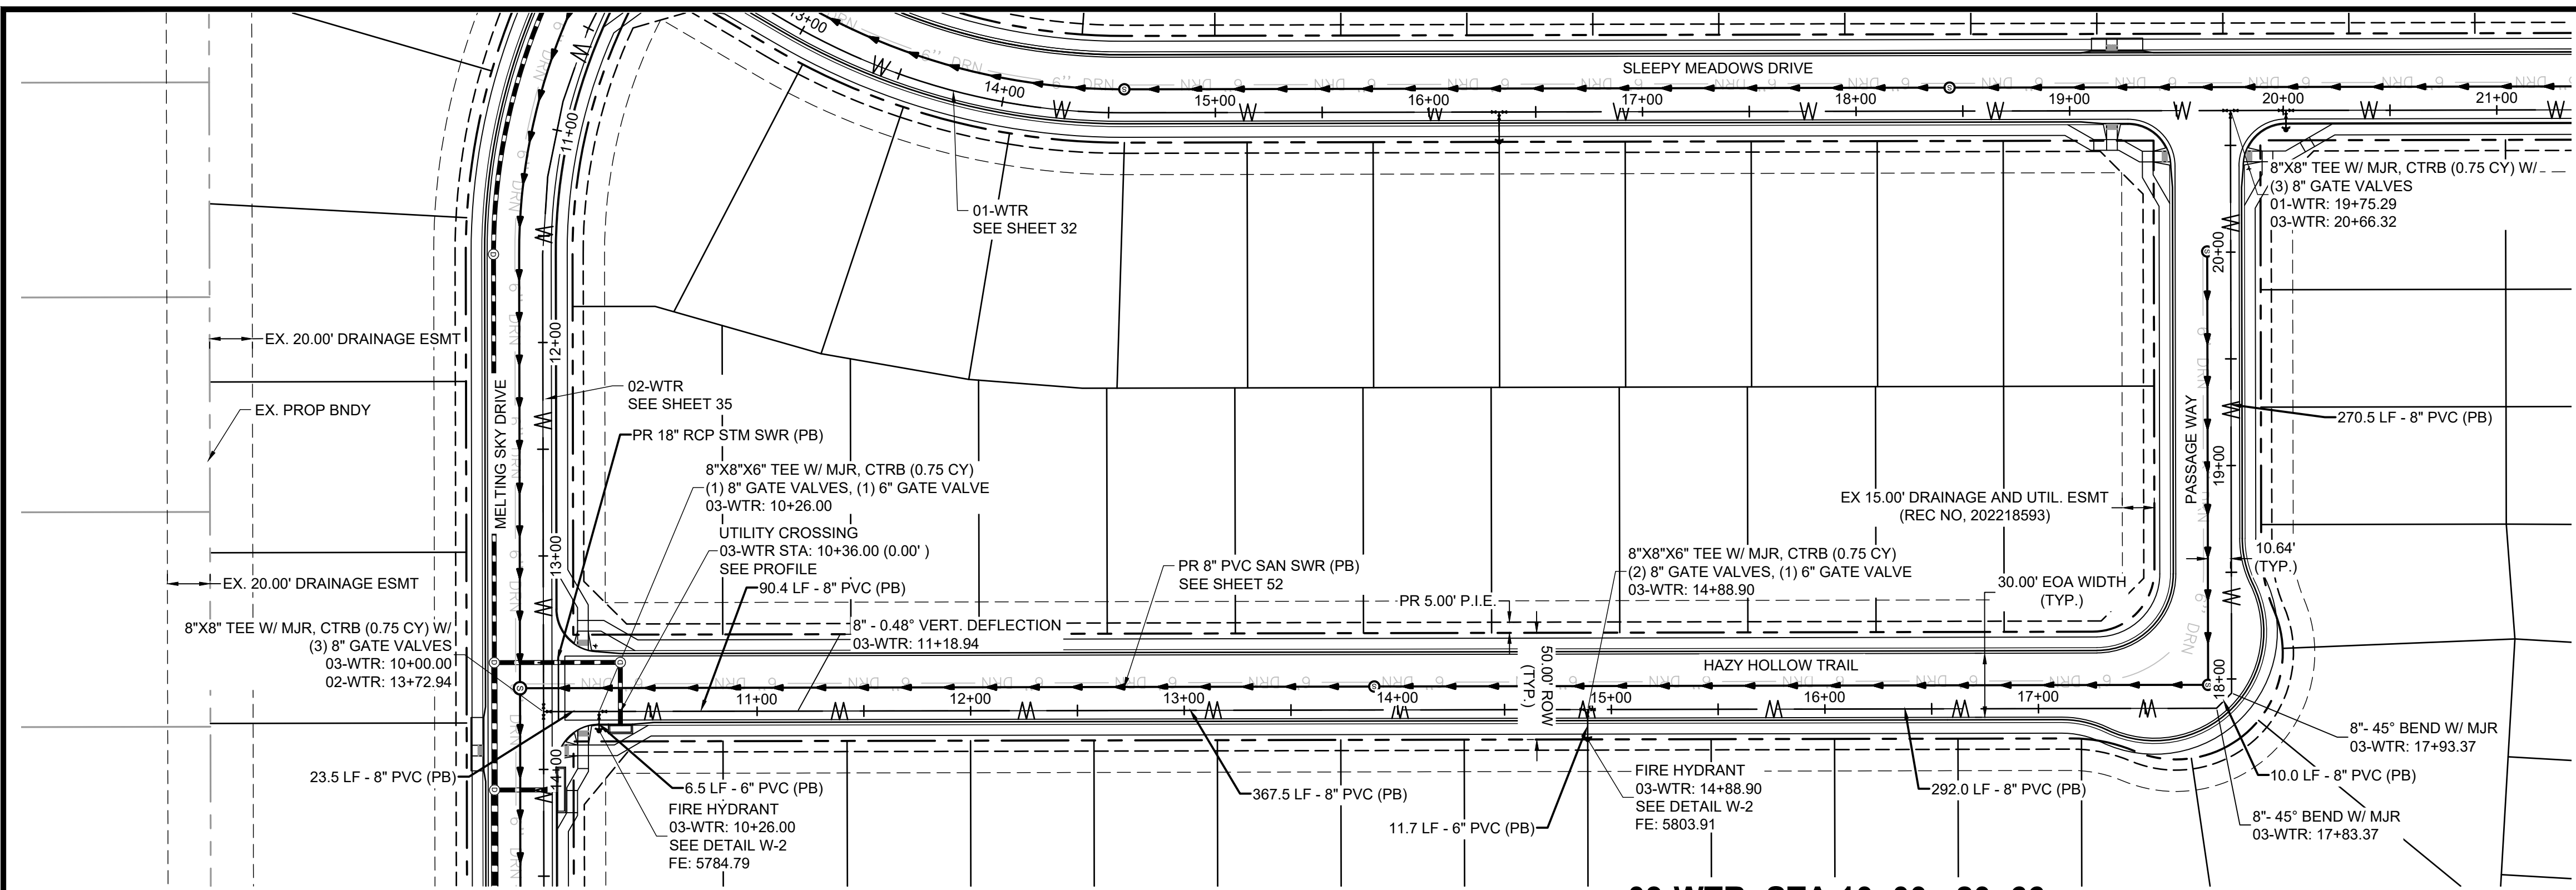 SLEEPY MEADOWS DRIVE
13+00
14+00
15+00
16+00
17+00
18+00
19+00
20+00
21+00
6" DRN
W
01-WTR
SEE SHEET 32
8"X8" TEE W/ MJR, CTRB (0.75 CY) W/
(3) 8" GATE VALVES
01-WTR: 19+75.29
03-WTR: 20+66.32
11+00
12+00
13+00
14+00
MELTING SKY DRIVE
EX. 20.00' DRAINAGE ESMT
EX. PROP BNDY
EX. 20.00' DRAINAGE ESMT
02-WTR
SEE SHEET 35
PR 18" RCP STM SWR (PB)
8"X8"X6" TEE W/ MJR, CTRB (0.75 CY)
(1) 8" GATE VALVES, (1) 6" GATE VALVE
03-WTR: 10+26.00
UTILITY CROSSING
03-WTR STA: 10+36.00 (0.00' )
SEE PROFILE
90.4 LF - 8" PVC (PB)
8"X8" TEE W/ MJR, CTRB (0.75 CY) W/
(3) 8" GATE VALVES
03-WTR: 10+00.00
02-WTR: 13+72.94
8" - 0.48° VERT. DEFLECTION
03-WTR: 11+18.94
PR 8" PVC SAN SWR (PB)
SEE SHEET 52
PR 5.00' P.I.E.
50.00' ROW
(TYP.)
8"X8"X6" TEE W/ MJR, CTRB (0.75 CY)
(2) 8" GATE VALVES, (1) 6" GATE VALVE
03-WTR: 14+88.90
EX 15.00' DRAINAGE AND UTIL. ESMT
(REC NO, 202218593)
30.00' EOA WIDTH
(TYP.)
PASSAGE WAY
20+00
19+00
18+00
270.5 LF - 8" PVC (PB)
10.64'
(TYP.)
HAZY HOLLOW TRAIL
11+00
12+00
13+00
14+00
15+00
16+00
17+00
23.5 LF - 8" PVC (PB)
6.5 LF - 6" PVC (PB)
FIRE HYDRANT
03-WTR: 10+26.00
SEE DETAIL W-2
FE: 5784.79
367.5 LF - 8" PVC (PB)
11.7 LF - 6" PVC (PB)
FIRE HYDRANT
03-WTR: 14+88.90
SEE DETAIL W-2
FE: 5803.91
292.0 LF - 8" PVC (PB)
8"- 45° BEND W/ MJR
03-WTR: 17+93.37
10.0 LF - 8" PVC (PB)
8"- 45° BEND W/ MJR
03-WTR: 17+83.37